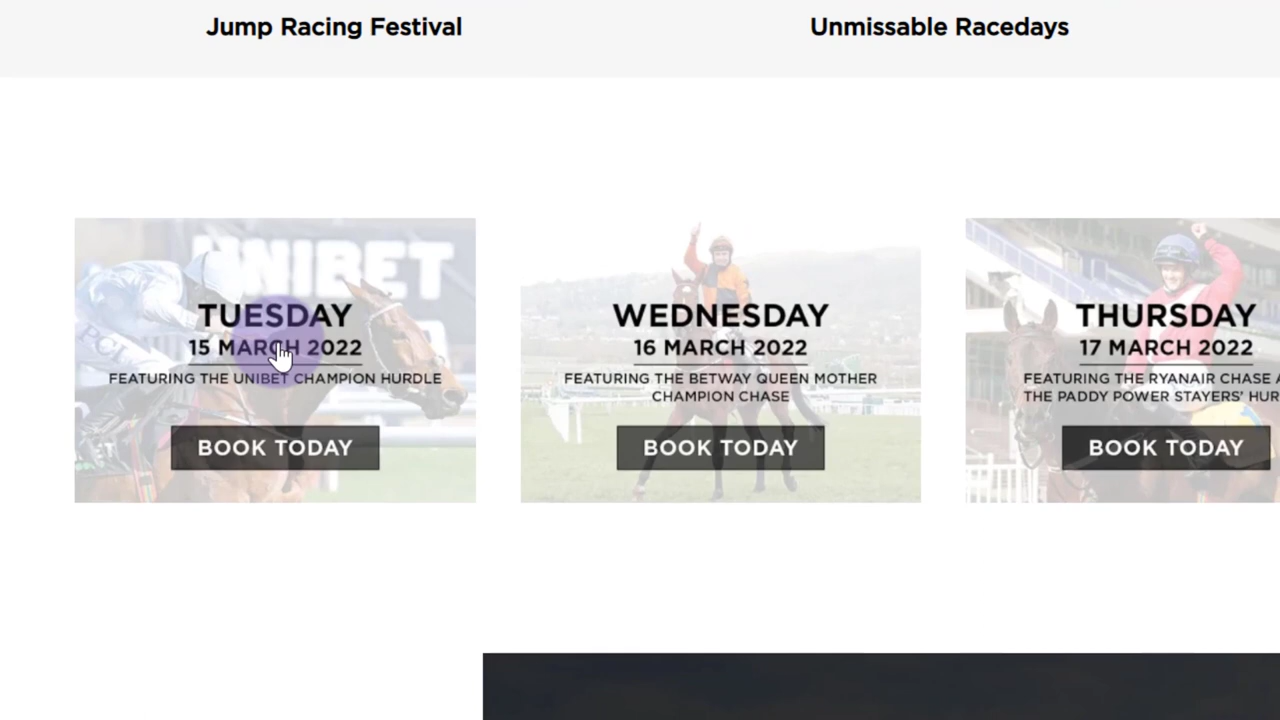 Jump Racing Festival
Unmissable Racedays
UNIBET
TUESDAY
15 MARCH 2022
FEATURING THE UNIBET CHAMPION HURDLE
BOOK TODAY
WEDNESDAY
16 MARCH 2022
FEATURING THE BETWAY QUEEN MOTHER
CHAMPION CHASE
BOOK TODAY
THURSDAY
17 MARCH 2022
FEATURING THE RYANAIR CHASE
THE PADDY POWER STAYERS'
BOOK TODAY